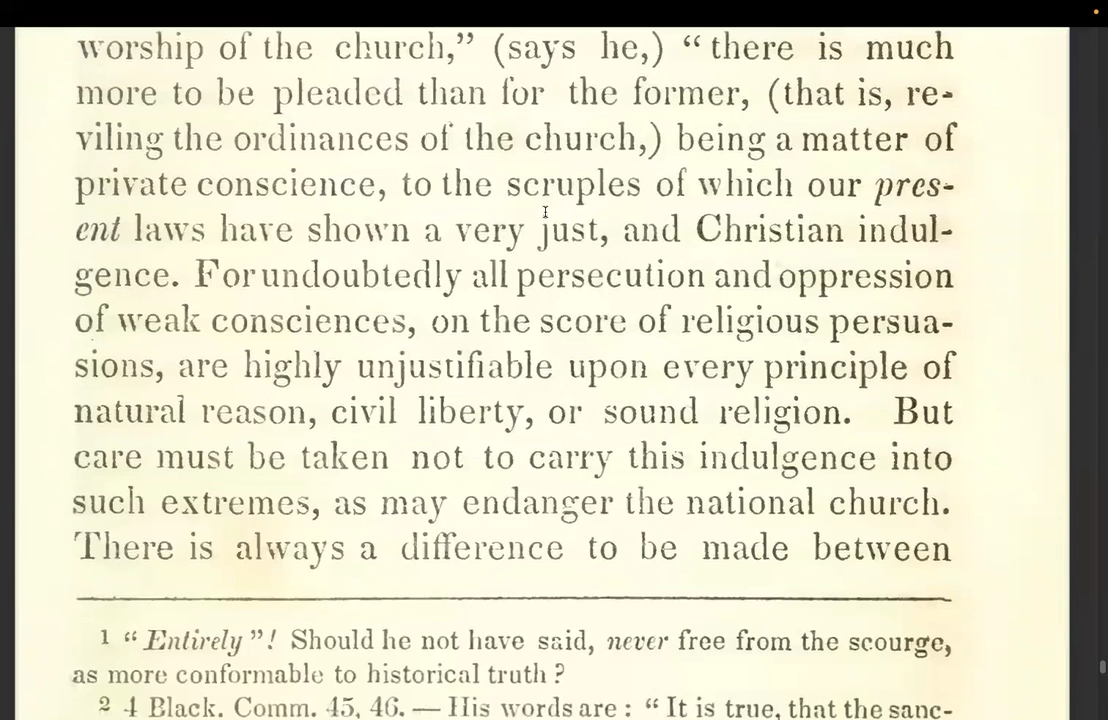 worship of the church,” (says he,) “there is much
more to be pleaded than for the former, (that is, re-
viling the ordinances of the church,) being a matter of
private conscience, to the scruples of which our pres-
ent laws have shown a very just, and Christian indul-
gence. For undoubtedly all persecution and oppression
of weak consciences, on the score of religious persua-
sions, are highly unjustifiable upon every principle of
natural reason, civil liberty, or sound religion. But
care must be taken not to carry this indulgence into
such extremes, as may endanger the national church.
There is always a difference to be made between
1 “Entirely”! Should he not have said, never free from the scourge,
as more conformable to historical truth?
2 4 Black. Comm. 45, 46. — His words are: “It is true, that the sanc-